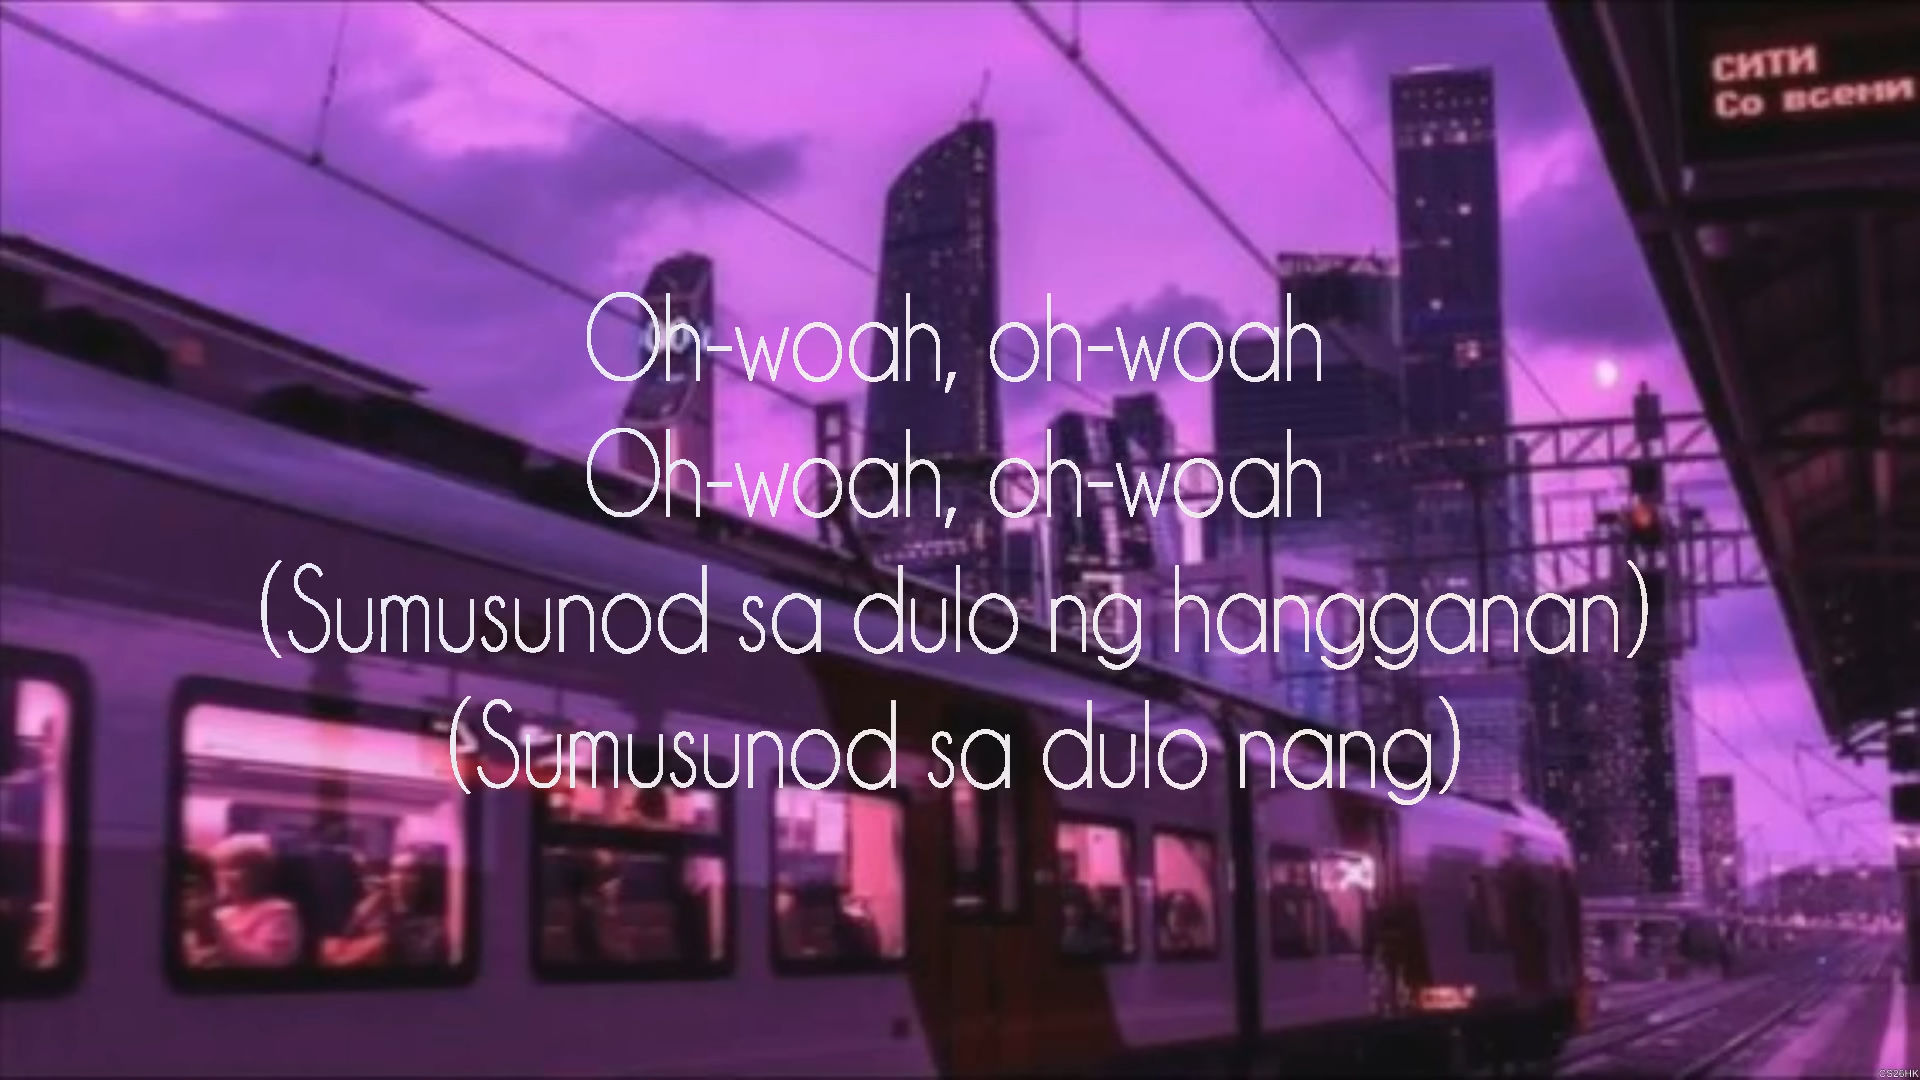 СИТИ
Со всеми
Oh-woah, oh-woah
Oh-woah, oh-woah
(Sumusunod sa dulo ng hangganan)
(Sumusunod sa dulo nang)
CS26HK